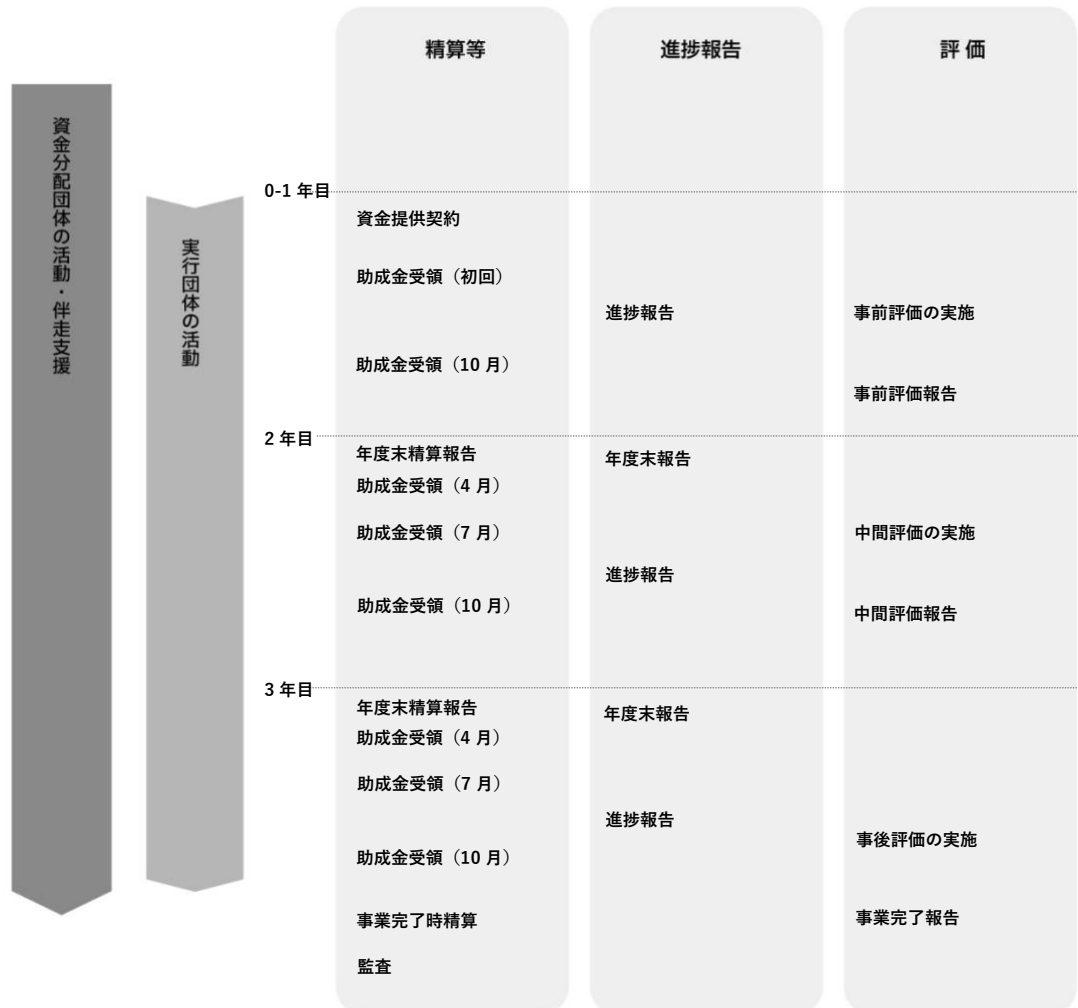 精算等
進捗報告
評価
資金分配団体の活動・伴走支援
実行団体の活動
0-1 年目
資金提供契約
助成金受領（初回）
進捗報告
事前評価の実施
助成金受領（10 月）
事前評価報告
2 年目
年度末精算報告
年度末報告
助成金受領（4 月）
助成金受領（7 月）
中間評価の実施
進捗報告
助成金受領（10 月）
中間評価報告
3 年目
年度末精算報告
年度末報告
助成金受領（4 月）
助成金受領（7 月）
進捗報告
事後評価の実施
助成金受領（10 月）
事業完了時精算
事業完了報告
監査